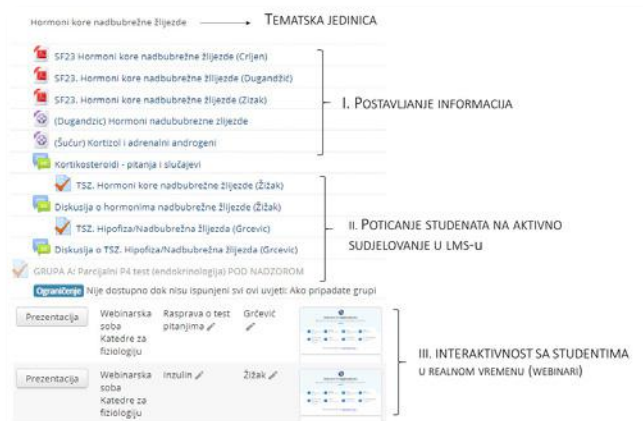 Hormoni kore nadbubrežne žlijezde
TEMATSKA JEDINICA
SF23 Hormoni kore nadbubrežne žlijezde (Crljen)
SF23. Hormoni kore nadbubrežne žlijezde (Dugandžić)
SF23. Hormoni kore nadbubrežne žlijezde (Zizak)
(Dugandzic) Hormoni nadububrezne zlijezde
(Šučur) Kortizol i adrenalni androgeni
I. POSTAVLJANJE INFORMACIJA
Kortikosteroidi - pitanja i slučajevi
TSZ. Hormoni kore nadbubrežne žlijezde (Žižak)
Diskusija o hormonima nadbubrežne žlijezde (Žižak)
TSZ. Hipofiza/Nadbubrežna žlijezda (Grcevic)
Diskusija o TSZ. Hipofiza/Nadbubrežna žlijezda (Grcevic)
II. POTICANJE STUDENATA NA AKTIVNO
SUDJELOVANJE U LMS-U
GRUPA A: Parcijalni P4 test (endokrinologija) POD NADZOROM
Ograničenje Nije dostupno dok nisu ispunjeni svi ovi uvjeti: Ako pripadate grupi
Prezentacija
Webinarska
soba
Katedre za
fiziologiju
Rasprava o test
pitanjima
Grčević
Prezentacija
Webinarska
soba
Katedre za
fiziologiju
Inzulin
Žižak
III. INTERAKTIVNOST SA STUDENTIMA
U REALNOM VREMENU (WEBINARI)